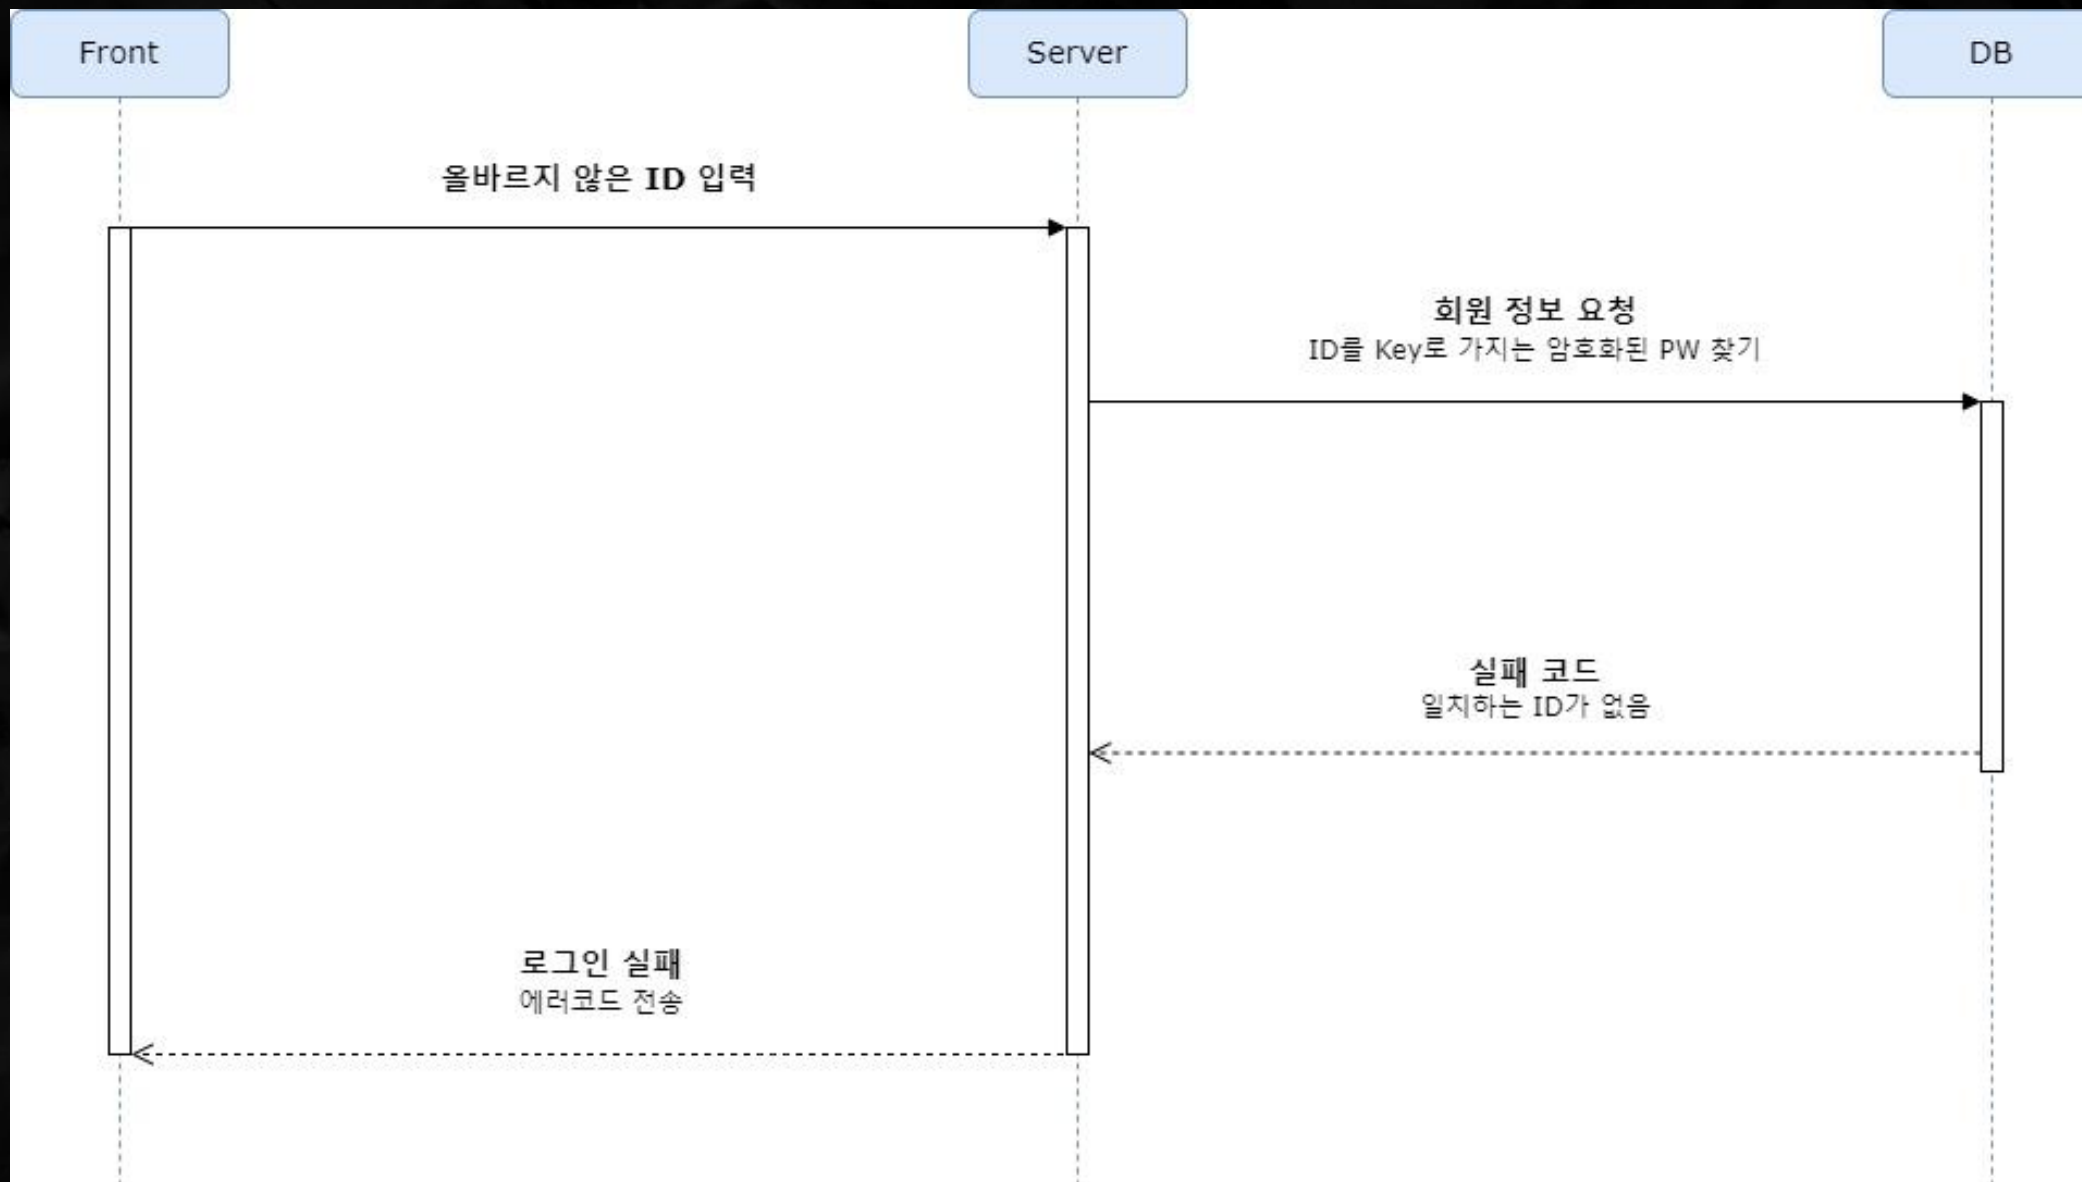 Front
Server
DB
올바르지 않은 ID 입력
회원 정보 요청
ID를 Key로 가지는 암호화된 PW 찾기
실패 코드
일치하는 ID가 없음
로그인 실패
에러코드 전송